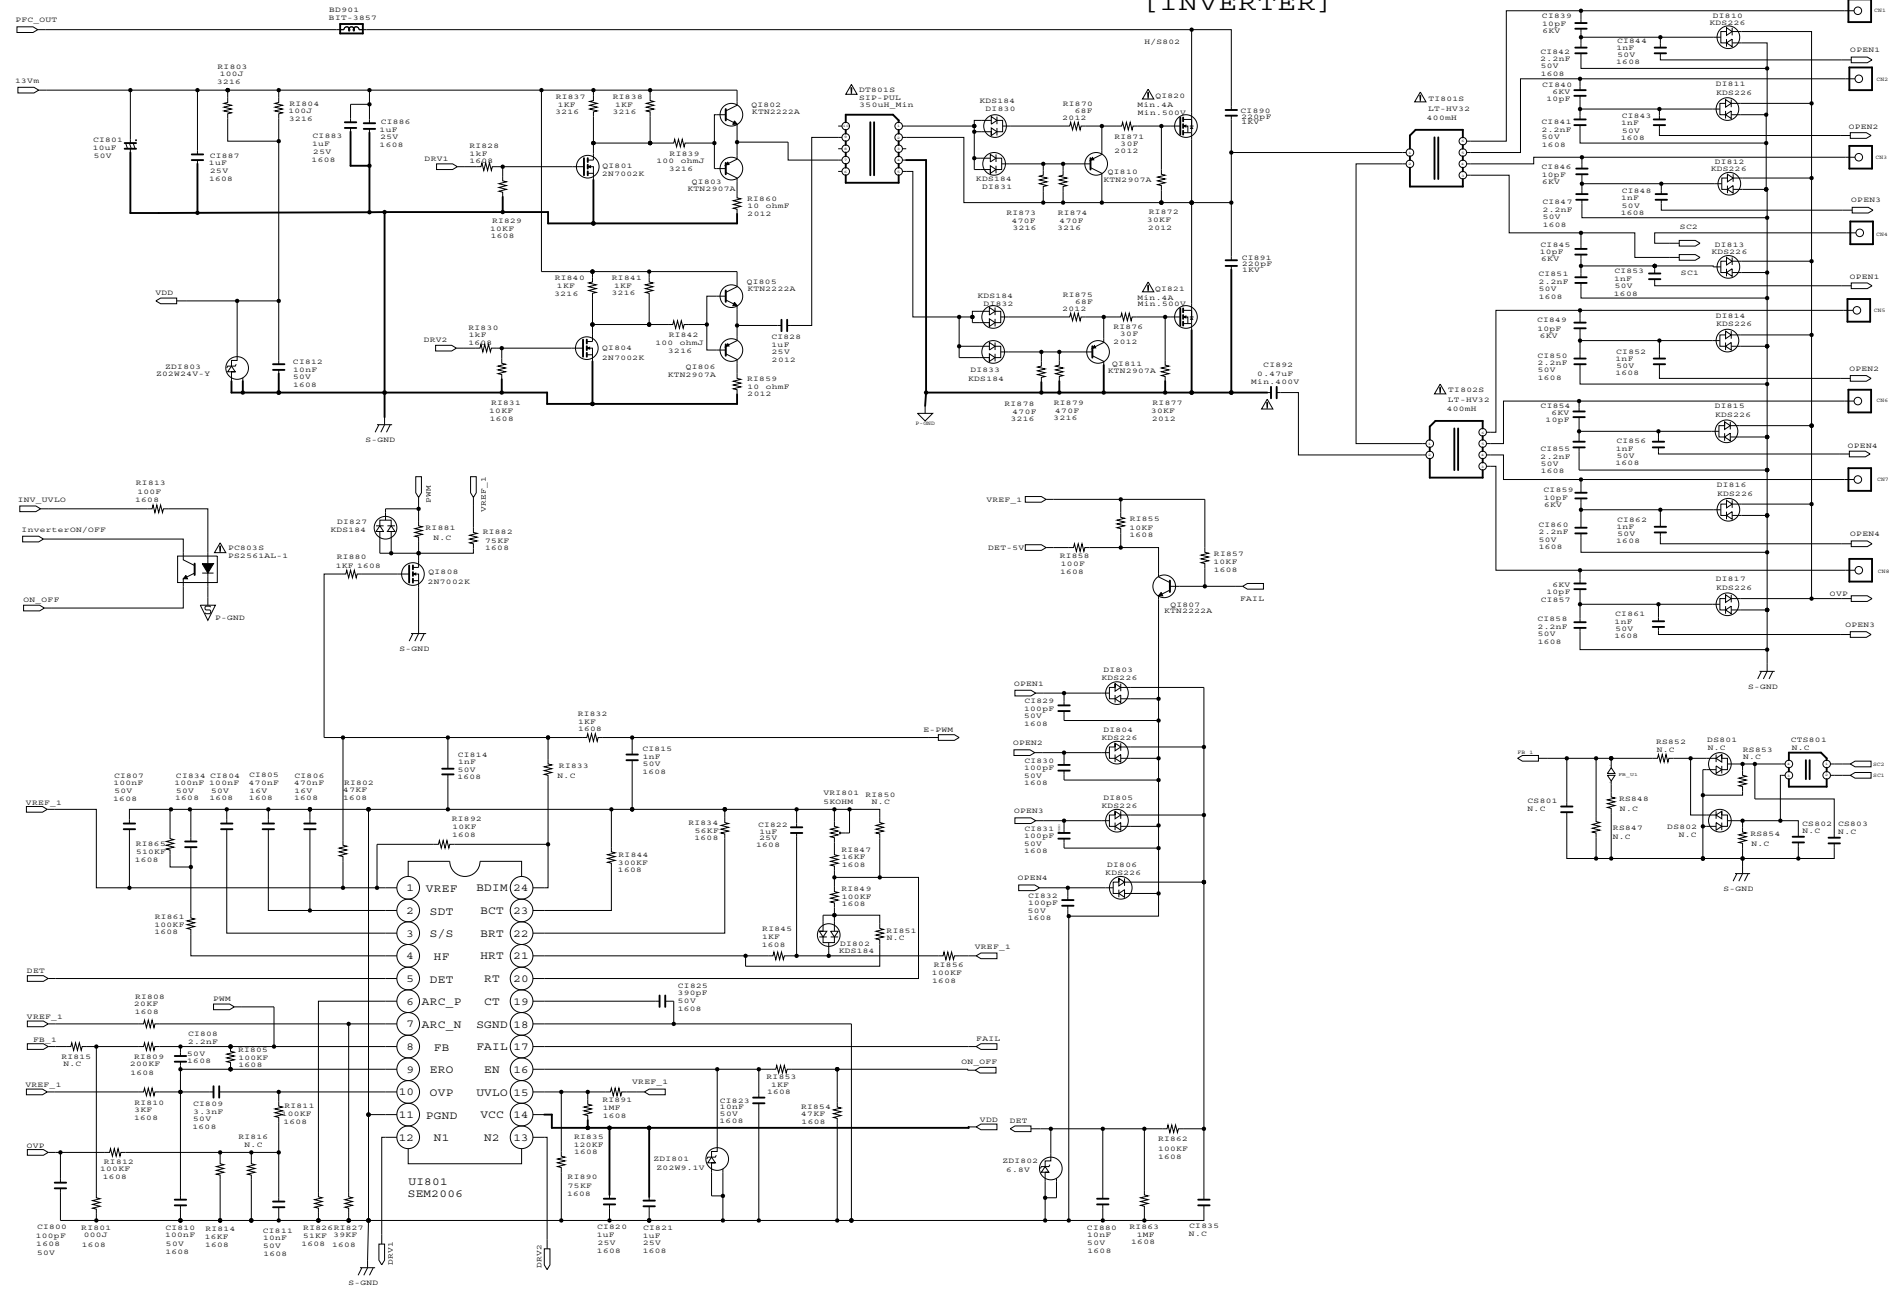 [INVERTER]
PFC_OUT
BD901
BIT-3857
H/S802
13Vm
RI803
100J
3216
RI804
100J
3216
CI801
10uF
50V
CI887
1uF
25V
1608
CI883
1uF
25V
1608
CI886
1uF
25V
1608
DRV1
RI828
1kF
1608
RI829
10KF
1608
QI801
2N7002K
RI837
1KF
3216
RI838
1KF
3216
RI839
100 ohmJ
3216
QI802
KTN2222A
QI803
KTN2907A
RI860
10 ohmF
2012
DT801S
SIP-PUL
350uH_Min
KDS184
DI830
KDS184
DI831
RI870
68F
2012
RI871
30F
2012
QI810
KTN2907A
RI873
470F
3216
RI874
470F
3216
RI872
30KF
2012
QI820
Min.4A
Min.500V
CI890
220pF
1KV
CI891
220pF
1KV
VDD
ZDI803
Z02W24V-Y
CI812
10nF
50V
1608
S-GND
DRV2
RI830
1kF
1608
RI831
10KF
1608
QI804
2N7002K
RI840
1KF
3216
RI841
1KF
3216
RI842
100 ohmJ
3216
QI805
KTN2222A
QI806
KTN2907A
RI859
10 ohmF
2012
CI828
1uF
25V
2012
P-GND
KDS184
DI832
DI833
KDS184
RI875
68F
2012
RI876
30F
2012
QI811
KTN2907A
RI878
470F
3216
RI879
470F
3216
RI877
30KF
2012
QI821
Min.4A
Min.500V
CI892
0.47uF
Min.400V
TI801S
LT-HV32
400mH
TI802S
LT-HV32
400mH
CI839
10pF
6KV
CI842
2.2nF
50V
1608
CI844
1nF
50V
1608
DI810
KDS226
CN1
OPEN1
CI840
6KV
10pF
CI841
2.2nF
50V
1608
CI843
1nF
50V
1608
DI811
KDS226
CN2
OPEN2
CI846
10pF
6KV
CI847
2.2nF
50V
1608
CI848
1nF
50V
1608
DI812
KDS226
CN3
OPEN3
CI845
10pF
6KV
CI851
2.2nF
50V
1608
CI853
1nF
50V
1608
SC2
SC1
DI813
KDS226
CN4
OPEN1
CI849
10pF
6KV
CI850
2.2nF
50V
1608
CI852
1nF
50V
1608
DI814
KDS226
CN5
OPEN2
CI854
6KV
10pF
CI855
2.2nF
50V
1608
CI856
1nF
50V
1608
DI815
KDS226
CN6
OPEN4
CI859
10pF
6KV
CI860
2.2nF
50V
1608
CI862
1nF
50V
1608
DI816
KDS226
CN7
OPEN4
6KV
10pF
CI857
CI858
2.2nF
50V
1608
CI861
1nF
50V
1608
DI817
KDS226
CN8
OVP
OPEN3
S-GND
INV_UVLO
RI813
100F
1608
InverterON/OFF
PC803S
PS2561AL-1
ON_OFF
P-GND
PWM
VREF_1
DI827
KDS184
RI881
N.C
RI882
75KF
1608
RI880
1KF 1608
QI808
2N7002K
S-GND
VREF_1
RI855
10KF
1608
DET-5V
RI858
100F
1608
RI857
10KF
1608
FAIL
QI807
KTN2222A
OPEN1
CI829
100pF
50V
1608
DI803
KDS226
OPEN2
CI830
100pF
50V
1608
DI804
KDS226
OPEN3
CI831
100pF
50V
1608
DI805
KDS226
OPEN4
CI832
100pF
50V
1608
DI806
KDS226
FB_1
RS852
N.C
DS801
N.C
RS853
N.C
CTS801
N.C
SC2
SC1
FB_U1
CS801
N.C
RS848
N.C
RS847
N.C
DS802
N.C
RS854
N.C
CS802
N.C
CS803
N.C
S-GND
RI832
1KF
1608
E-PWM
CI814
1nF
50V
1608
RI833
N.C
CI815
1nF
50V
1608
VREF_1
CI807
100nF
50V
1608
CI834
100nF
50V
1608
CI804
100nF
50V
1608
CI805
470nF
16V
1608
CI806
470nF
16V
1608
RI802
47KF
1608
RI865
510KF
1608
RI861
100KF
1608
RI892
10KF
1608
RI844
300KF
1608
RI834
56KF
1608
CI822
1uF
25V
VRI801
5KOHM
RI850
N.C
RI847
16KF
1608
RI849
100KF
1608
RI845
1KF
1608
DI802
KDS184
RI851
N.C
RI856
100KF
1608
VREF_1
1 VREF BDIM 24
2 SDT BCT 23
3 S/S BRT 22
4 HF HRT 21
5 DET RT 20
6 ARC_P CT 19
7 ARC_N SGND 18
8 FB FAIL 17
9 ERO EN 16
10 OVP UVLO 15
11 PGND VCC 14
12 N1 N2 13
UI801
SEM2006
DET
RI808
20KF
1608
PWM
VREF_1
FB_1
RI815
N.C
RI809
200KF
1608
CI808
2.2nF
50V
1608
RI805
100KF
1608
VREF_1
RI810
3KF
1608
CI809
3.3nF
50V
1608
RI811
100KF
1608
OVP
RI812
100KF
1608
RI816
N.C
CI800
100pF
1608
50V
RI801
000J
1608
CI810
100nF
50V
1608
RI814
16KF
1608
CI811
10nF
50V
1608
RI826
51KF
1608
RI827
39KF
1608
S-GND
DRV1
DRV2
CI825
390pF
50V
1608
FAIL
ON_OFF
RI853
1KF
1608
RI891
1MF
1608
VREF_1
CI823
10nF
50V
1608
RI854
47KF
1608
VDD
RI835
120KF
1608
RI890
75KF
1608
ZDI801
Z02W9.1V
CI820
1uF
25V
1608
CI821
1uF
25V
1608
DET
ZDI802
6.8V
RI862
100KF
1608
CI880
10nF
50V
1608
RI863
1MF
1608
CI835
N.C